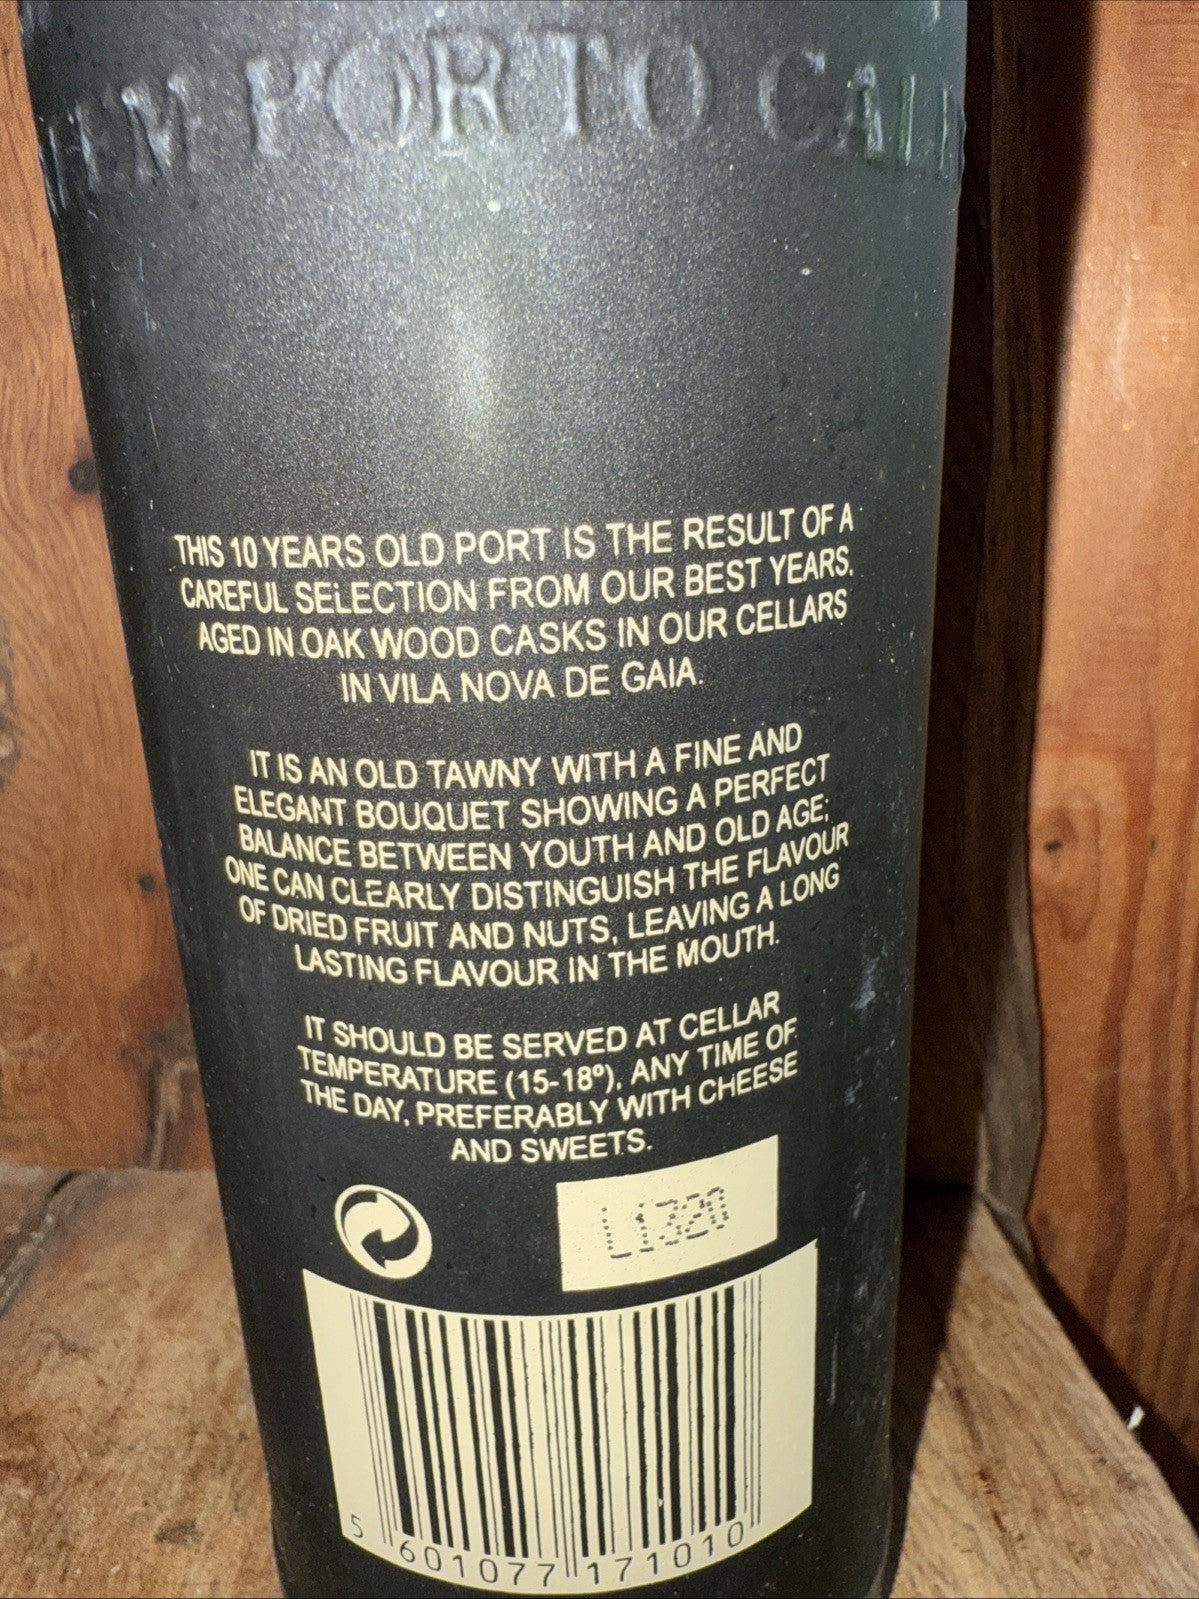 EM PORTO CAL
THIS 10 YEARS OLD PORT IS THE RESULT OF A
CAREFUL SELECTION FROM OUR BEST YEARS,
AGED IN OAK WOOD CASKS IN OUR CELLARS
IN VILA NOVA DE GAIA.
IT IS AN OLD TAWNY WITH A FINE AND
ELEGANT BOUQUET SHOWING A PERFECT
BALANCE BETWEEN YOUTH AND OLD AGE;
ONE CAN CLEARLY DISTINGUISH THE FLAVOUR
OF DRIED FRUIT AND NUTS, LEAVING A LONG
LASTING FLAVOUR IN THE MOUTH.
IT SHOULD BE SERVED AT CELLAR
TEMPERATURE (15-18º), ANY TIME OF
THE DAY, PREFERABLY WITH CHEESE
AND SWEETS.
L1320
5 601077 171010